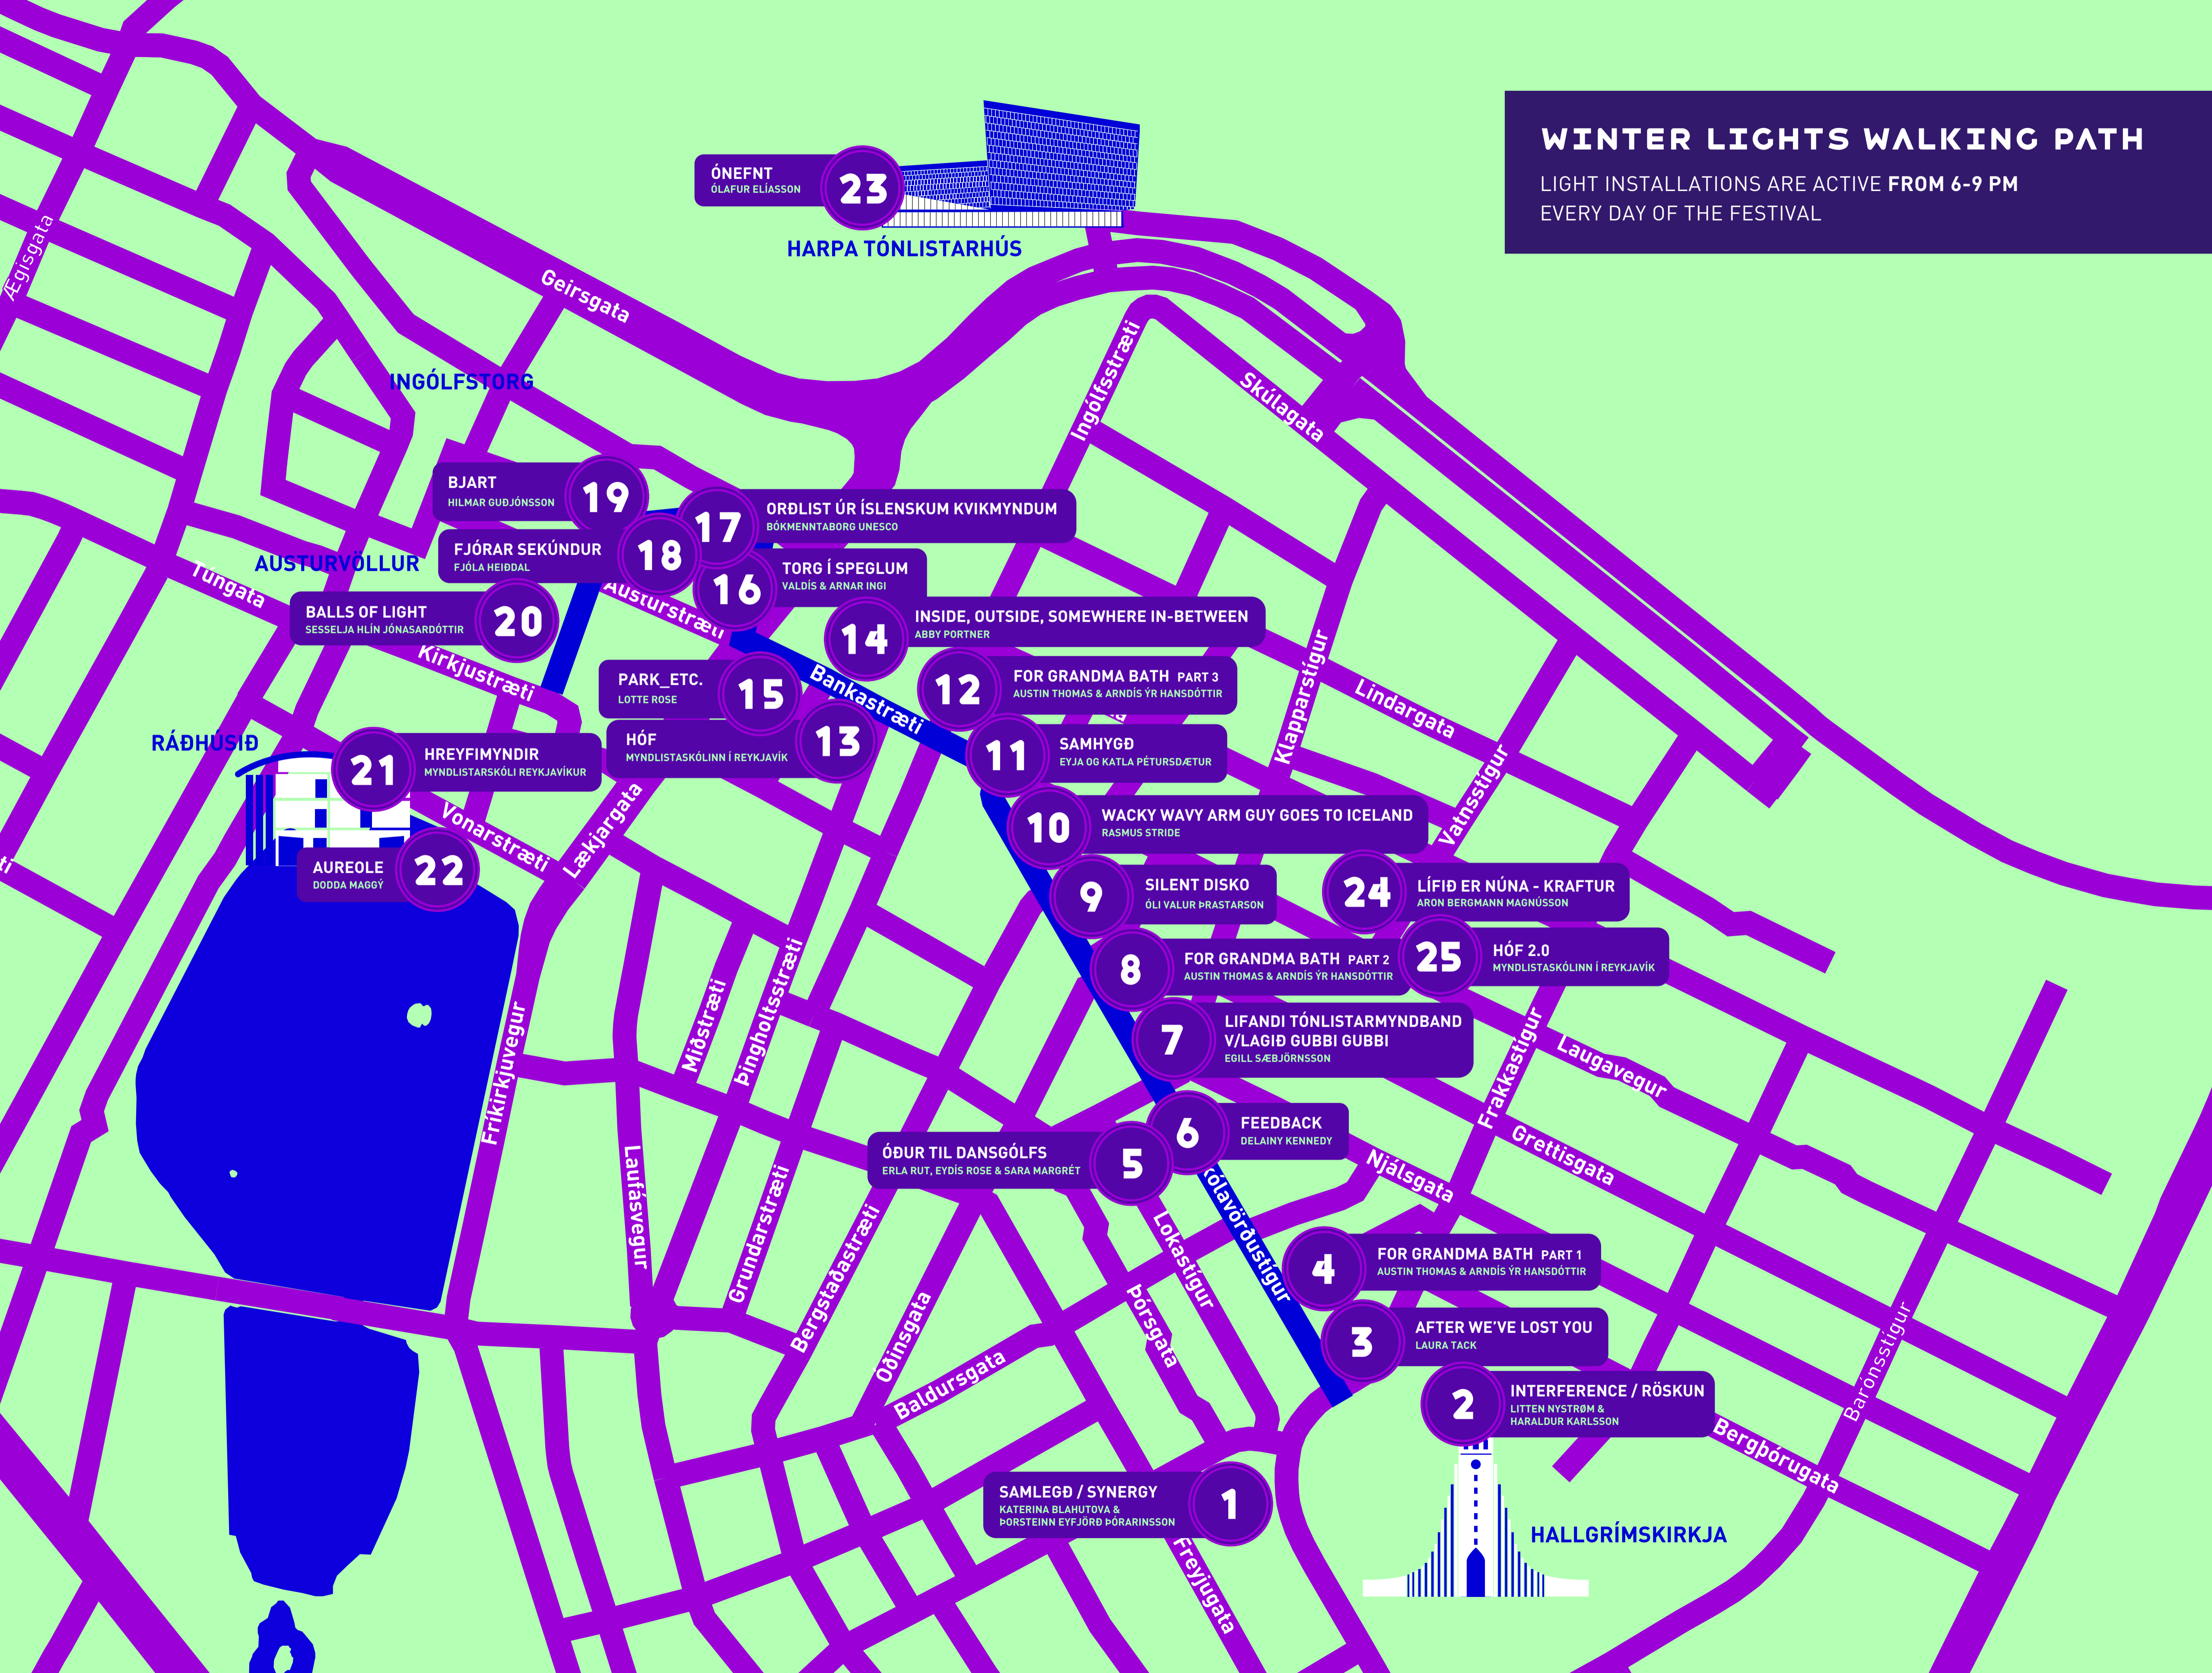 WINTER LIGHTS WALKING PATH
LIGHT INSTALLATIONS ARE ACTIVE FROM 6-9 PM
EVERY DAY OF THE FESTIVAL
ÓNEFNT
ÓLAFUR ELÍASSON
23
HARPA TÓNLISTARHÚS
Ægisgata
Geirsgata
INGÓLFSTORG
Ingólfsstræti
Skúlagata
BJART
HILMAR GUÐJÓNSSON
19
17
ORÐLIST ÚR ÍSLENSKUM KVIKMYNDUM
BÓKMENNTABORG UNESCO
FJÓRAR SEKÚNDUR
FJÓLA HEIÐDAL
18
AUSTURVÖLLUR
Túngata
16
TORG Í SPEGLUM
VALDÍS & ARNAR INGI
Austurstræti
BALLS OF LIGHT
SESSELJA HLÍN JÓNASARDÓTTIR
20
14
INSIDE, OUTSIDE, SOMEWHERE IN-BETWEEN
ABBY PORTNER
Kirkjustræti
PARK_ETC.
LOTTE ROSE
15
Bankastræti
12
FOR GRANDMA BATH PART 3
AUSTIN THOMAS & ARNDÍS ÝR HANSDÓTTIR
Klapparstígur
Lindargata
HÓF
MYNDLISTASKÓLINN Í REYKJAVÍK
13
11
SAMHYGÐ
EYJA OG KATLA PÉTURSDÆTUR
RÁÐHÚSIÐ
21
HREYFIMYNDIR
MYNDLISTARSKÓLI REYKJAVÍKUR
Vatnsstígur
10
WACKY WAVY ARM GUY GOES TO ICELAND
RASMUS STRIDE
Vonarstræti
Lækjargata
AUREOLE
DODDA MAGGÝ
22
9
SILENT DISKO
ÓLI VALUR ÞRASTARSON
24
LÍFIÐ ER NÚNA - KRAFTUR
ARON BERGMANN MAGNÚSSON
8
FOR GRANDMA BATH PART 2
AUSTIN THOMAS & ARNDÍS ÝR HANSDÓTTIR
25
HÓF 2.0
MYNDLISTASKÓLINN Í REYKJAVÍK
7
LIFANDI TÓNLISTARMYNDBAND
V/LAGIÐ GUBBI GUBBI
EGILL SÆBJÖRNSSON
Miðstræti
Þingholtsstræti
Fríkirkjuvegur
Frakkastígur
Laugavegur
6
FEEDBACK
DELAINY KENNEDY
ÓÐUR TIL DANSGÓLFS
ERLA RUT, EYDÍS ROSE & SARA MARGRÉT
5
Njálsgata
Grettisgata
Laufásvegur
Grundarstræti
Bergstaðastræti
Óðinsgata
Lokastígur
Þórsgata
ólavörðustígur
4
FOR GRANDMA BATH PART 1
AUSTIN THOMAS & ARNDÍS ÝR HANSDÓTTIR
3
AFTER WE'VE LOST YOU
LAURA TACK
Baldursgata
Barónsstígur
2
INTERFERENCE / RÖSKUN
LITTEN NYSTRØM &
HARALDUR KARLSSON
Bergþórugata
SAMLEGÐ / SYNERGY
KATERINA BLAHUTOVA &
ÞORSTEINN EYFJÖRÐ ÞÓRARINSSON
1
HALLGRÍMSKIRKJA
Freyjugata